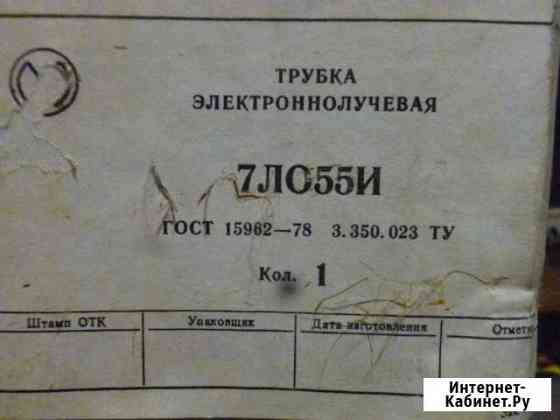 ТРУБКА
ЭЛЕКТРОННОЛУЧЕВАЯ
7ЛО55И
ГОСТ 15962—78 3.350.023 ТУ
Кол. 1
Штамп ОТК Упаковщик Дата изготовления
Интернет-
Кабинет.Ру